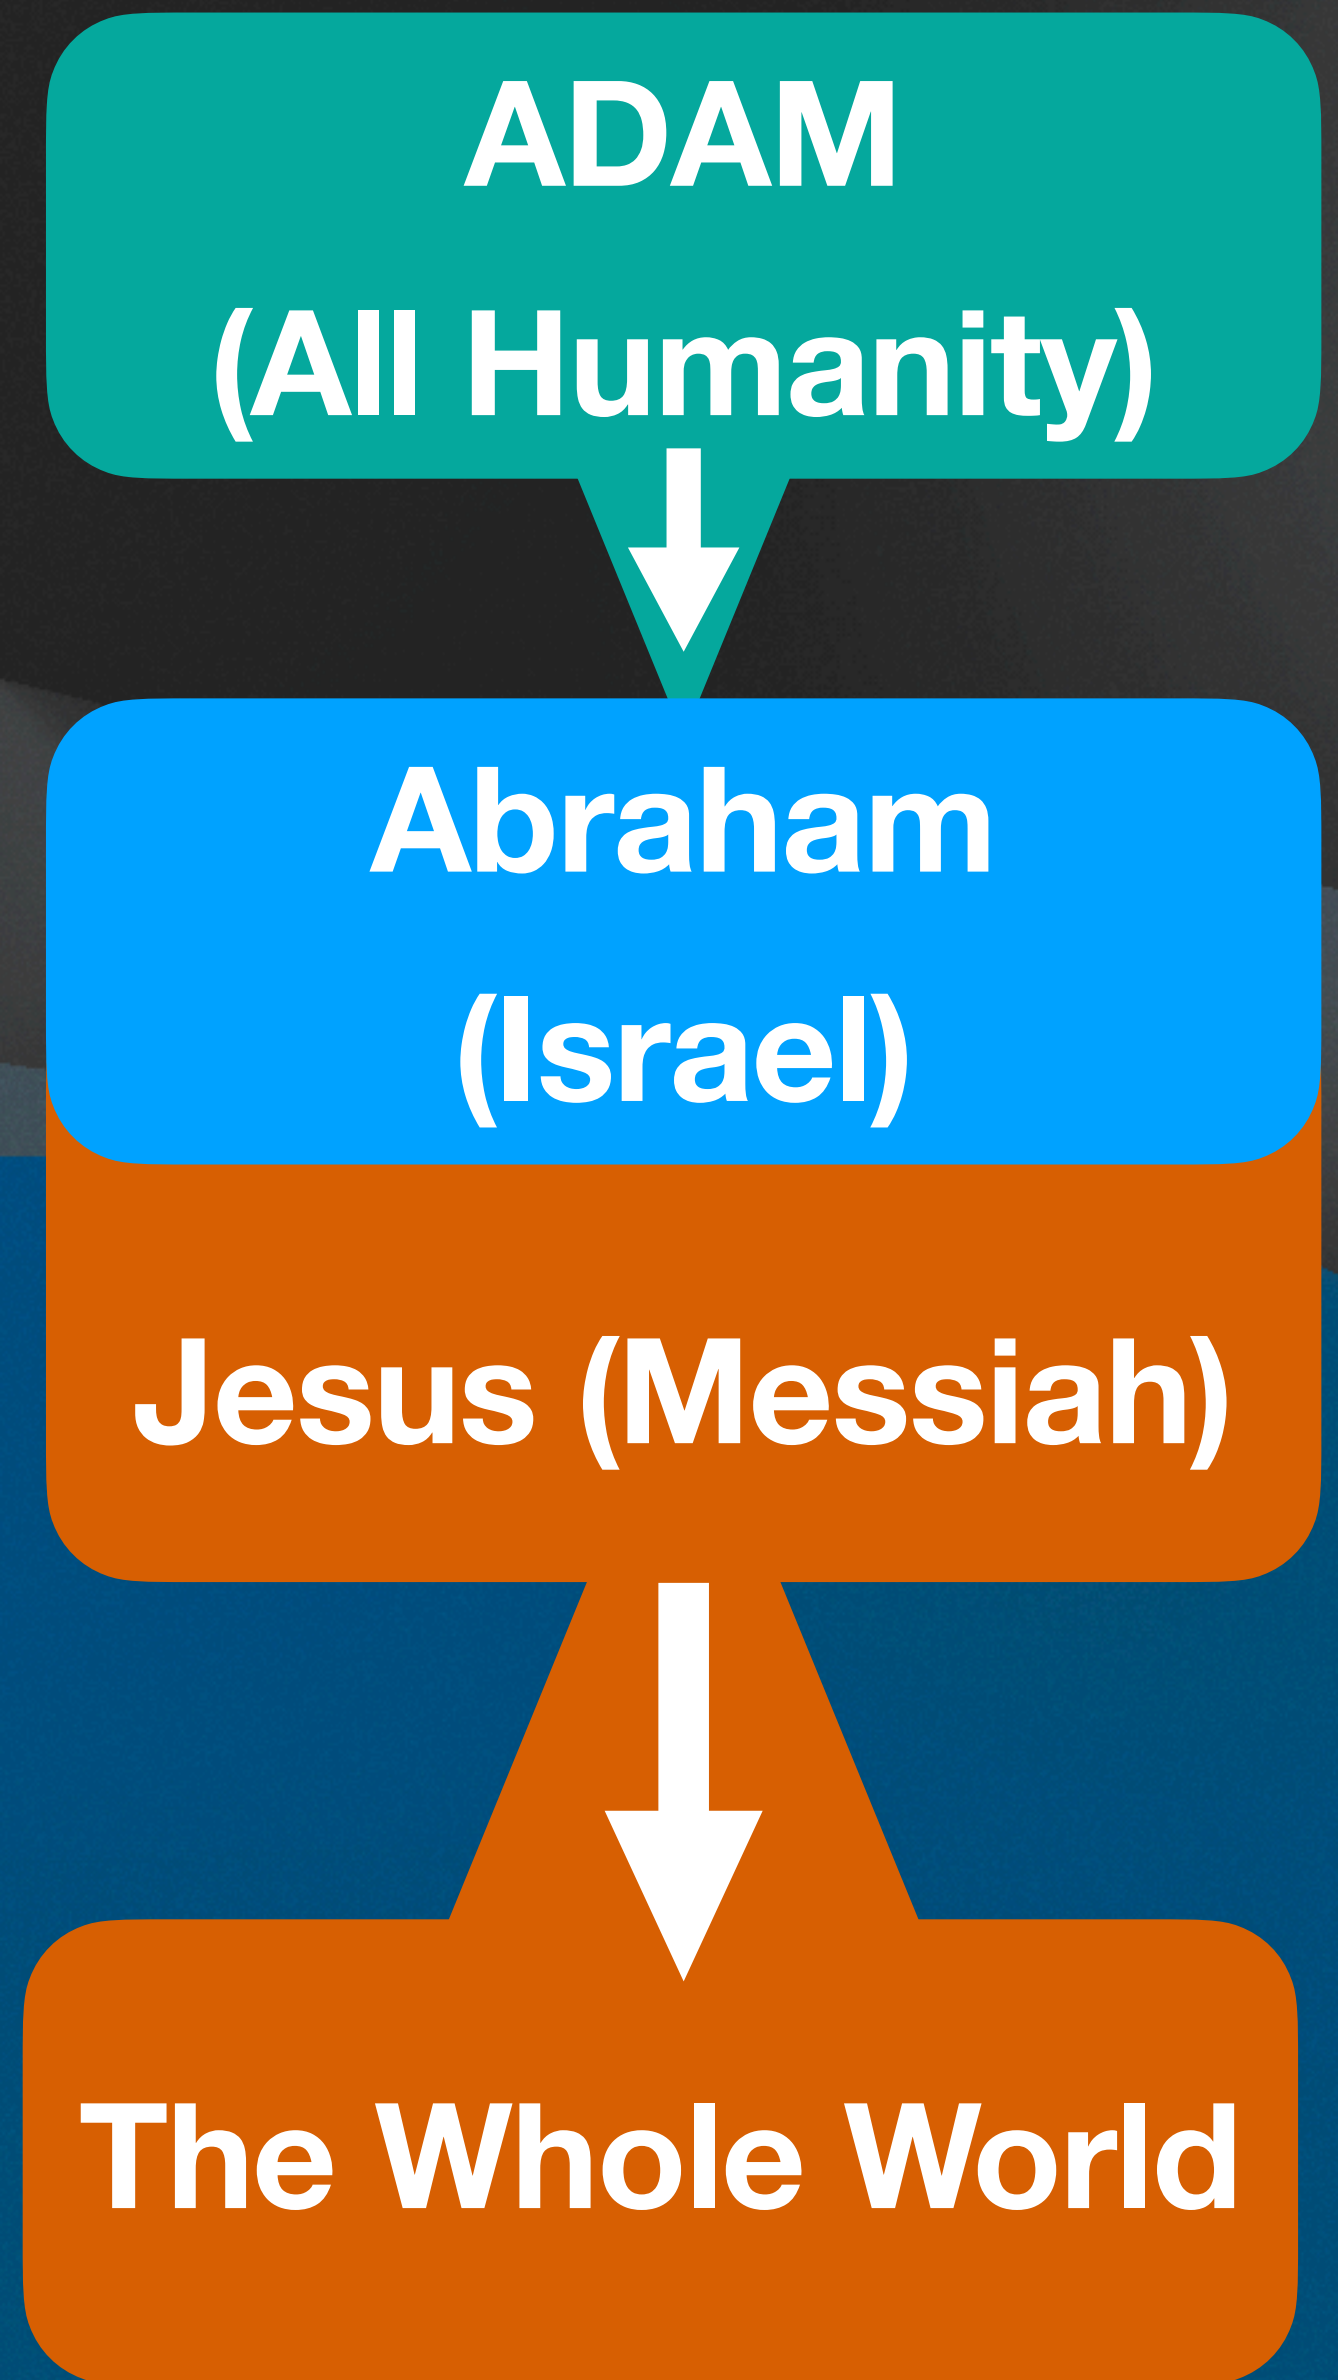 ADAM
(All Humanity)
Abraham
(Israel)
Jesus (Messiah)
The Whole World